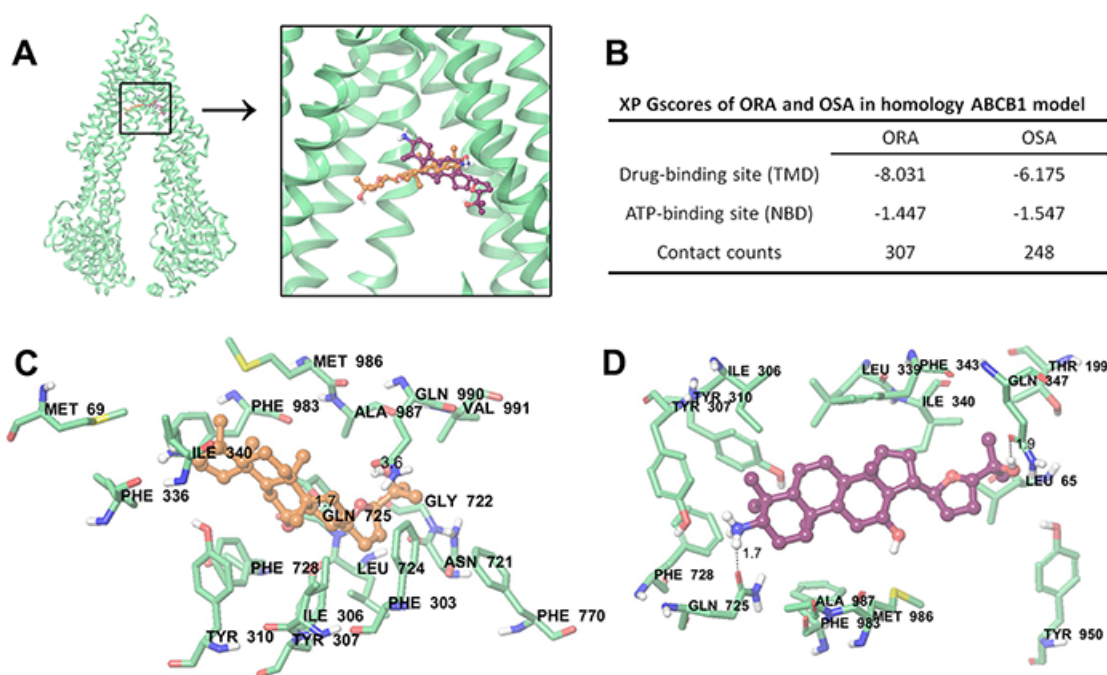 A
B
XP Gscores of ORA and OSA in homology ABCB1 model
ORA OSA
Drug-binding site (TMD) -8.031 -6.175
ATP-binding site (NBD) -1.447 -1.547
Contact counts 307 248
C
MET 986
MET 69
PHE 983
ALA 987
GLN 990
VAL 991
ILE 340
3.6
PHE 336
1.7
GLY 722
GLN 725
PHE 728
LEU 724
ASN 721
ILE 306
PHE 303
PHE 770
TYR 310
TYR 307
D
ILE 306
LEU 339
PHE 343
THR 199
GLN 347
TYR 310
TYR 307
ILE 340
1.9
LEU 65
1.7
PHE 728
GLN 725
ALA 987
MET 986
PHE 983
TYR 950